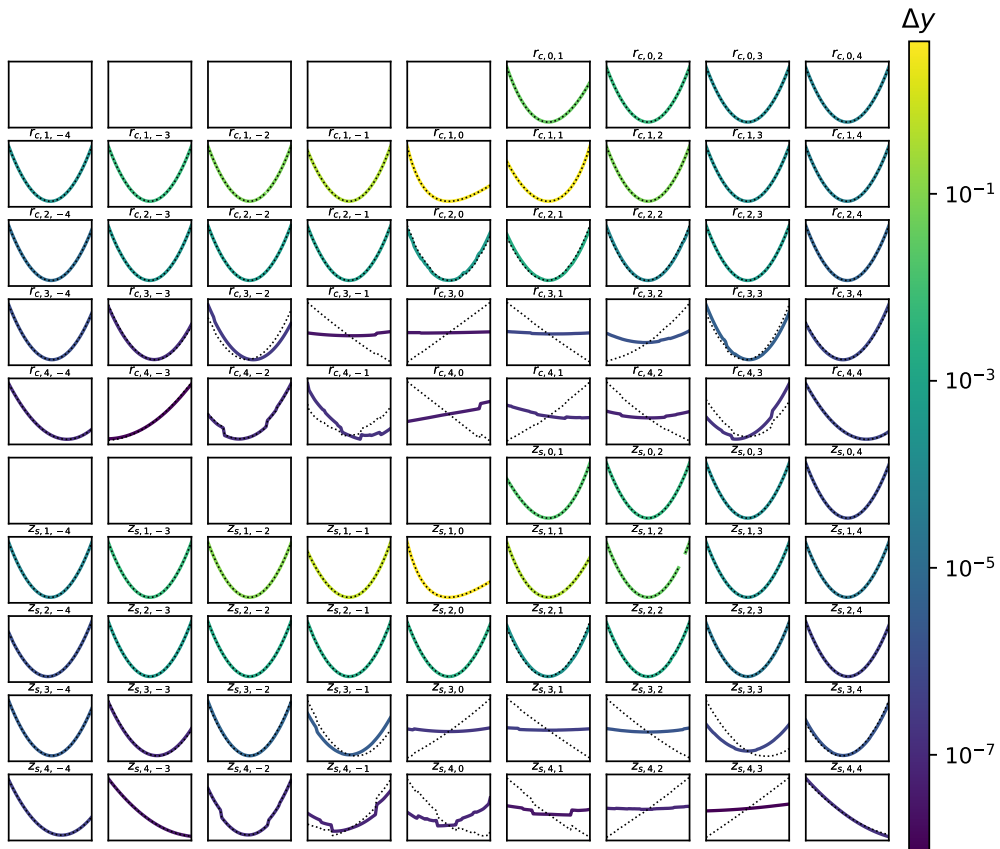 Δy
r_{c,0,1} r_{c,0,2} r_{c,0,3} r_{c,0,4}
r_{c,1,−4} r_{c,1,−3} r_{c,1,−2} r_{c,1,−1} r_{c,1,0} r_{c,1,1} r_{c,1,2} r_{c,1,3} r_{c,1,4}
10^{−1}
r_{c,2,−4} r_{c,2,−3} r_{c,2,−2} r_{c,2,−1} r_{c,2,0} r_{c,2,1} r_{c,2,2} r_{c,2,3} r_{c,2,4}
r_{c,3,−4} r_{c,3,−3} r_{c,3,−2} r_{c,3,−1} r_{c,3,0} r_{c,3,1} r_{c,3,2} r_{c,3,3} r_{c,3,4}
r_{c,4,−4} r_{c,4,−3} r_{c,4,−2} r_{c,4,−1} r_{c,4,0} r_{c,4,1} r_{c,4,2} r_{c,4,3} r_{c,4,4}
10^{−3}
z_{s,0,1} z_{s,0,2} z_{s,0,3} z_{s,0,4}
z_{s,1,−4} z_{s,1,−3} z_{s,1,−2} z_{s,1,−1} z_{s,1,0} z_{s,1,1} z_{s,1,2} z_{s,1,3} z_{s,1,4}
10^{−5}
z_{s,2,−4} z_{s,2,−3} z_{s,2,−2} z_{s,2,−1} z_{s,2,0} z_{s,2,1} z_{s,2,2} z_{s,2,3} z_{s,2,4}
z_{s,3,−4} z_{s,3,−3} z_{s,3,−2} z_{s,3,−1} z_{s,3,0} z_{s,3,1} z_{s,3,2} z_{s,3,3} z_{s,3,4}
10^{−7}
z_{s,4,−4} z_{s,4,−3} z_{s,4,−2} z_{s,4,−1} z_{s,4,0} z_{s,4,1} z_{s,4,2} z_{s,4,3} z_{s,4,4}